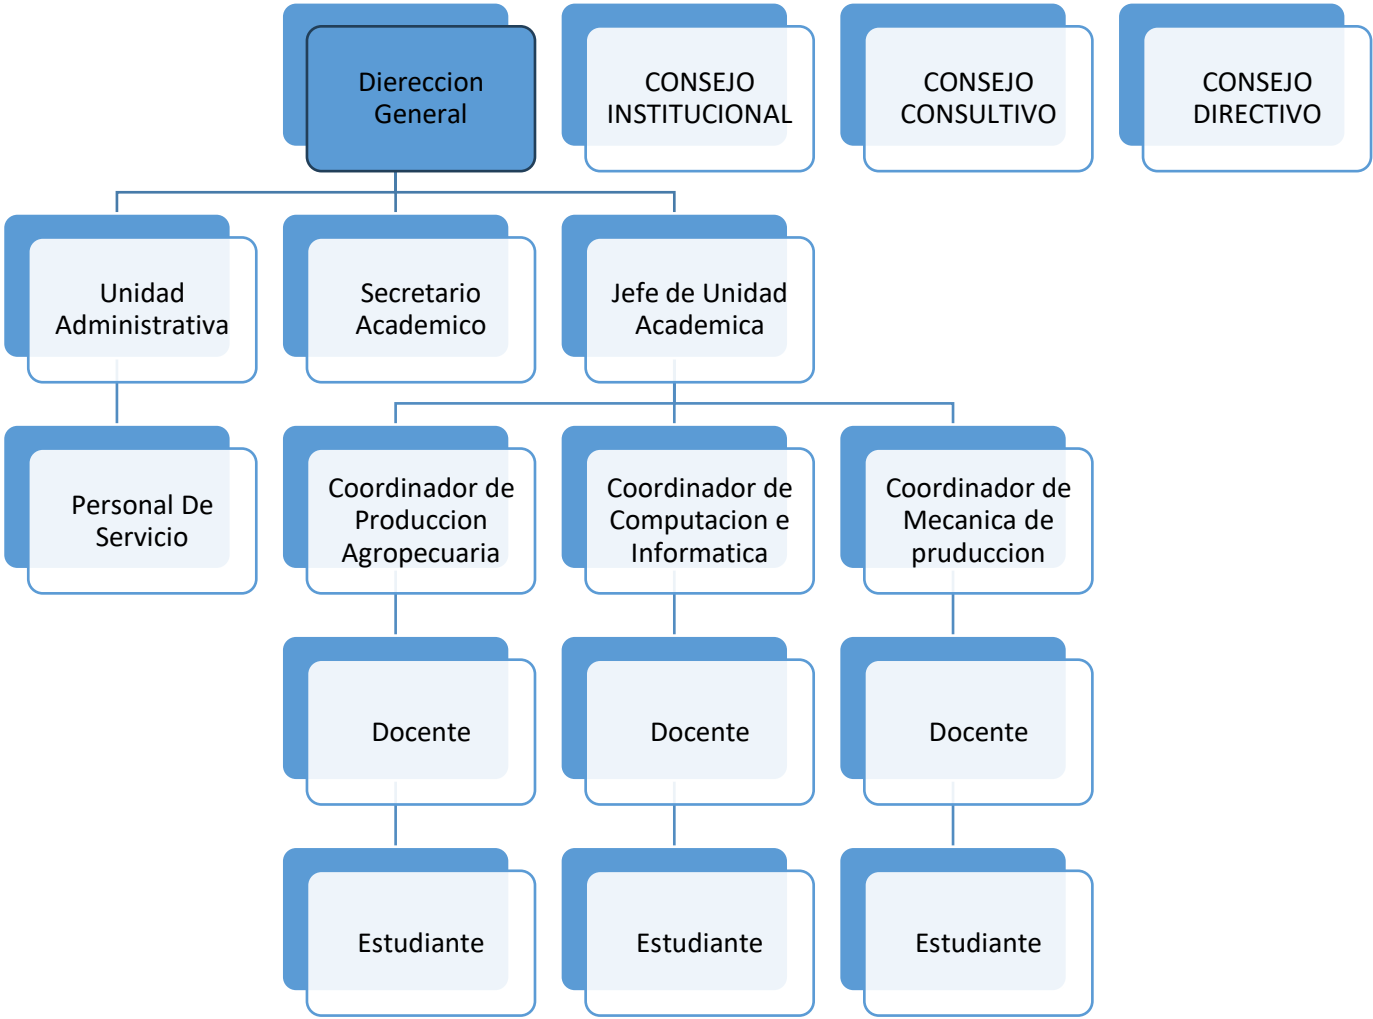 Diereccion
General
CONSEJO
INSTITUCIONAL
CONSEJO
CONSULTIVO
CONSEJO
DIRECTIVO
Unidad
Administrativa
Secretario
Academico
Jefe de Unidad
Academica
Personal De
Servicio
Coordinador de
Produccion
Agropecuaria
Coordinador de
Computacion e
Informatica
Coordinador de
Mecanica de
pruduccion
Docente
Docente
Docente
Estudiante
Estudiante
Estudiante